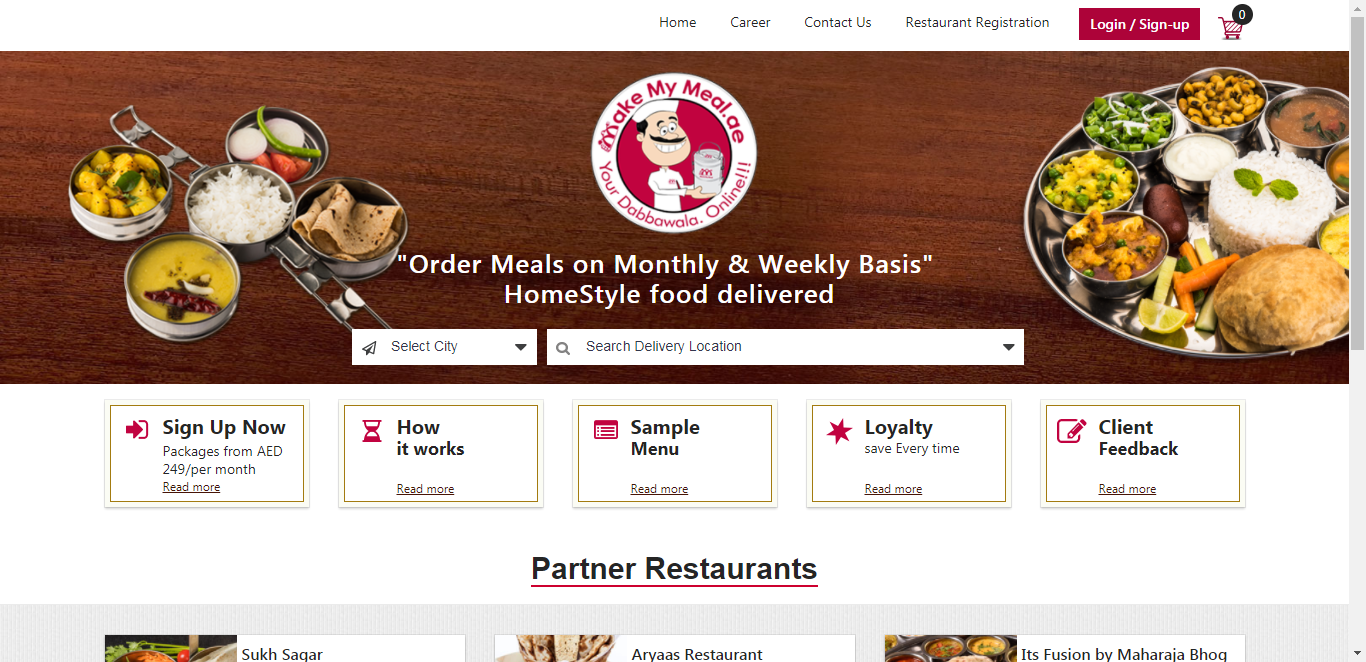 Home Career Contact Us Restaurant Registration Login / Sign-up 0
Make My Meal.ae
Your Dabbawala. Online!!!
"Order Meals on Monthly & Weekly Basis"
HomeStyle food delivered
Select City Search Delivery Location
Sign Up Now
Packages from AED
249/per month
Read more
How
it works
Read more
Sample
Menu
Read more
Loyalty
save Every time
Read more
Client
Feedback
Read more
Partner Restaurants
Sukh Sagar
Aryaas Restaurant
Its Fusion by Maharaja Bhog